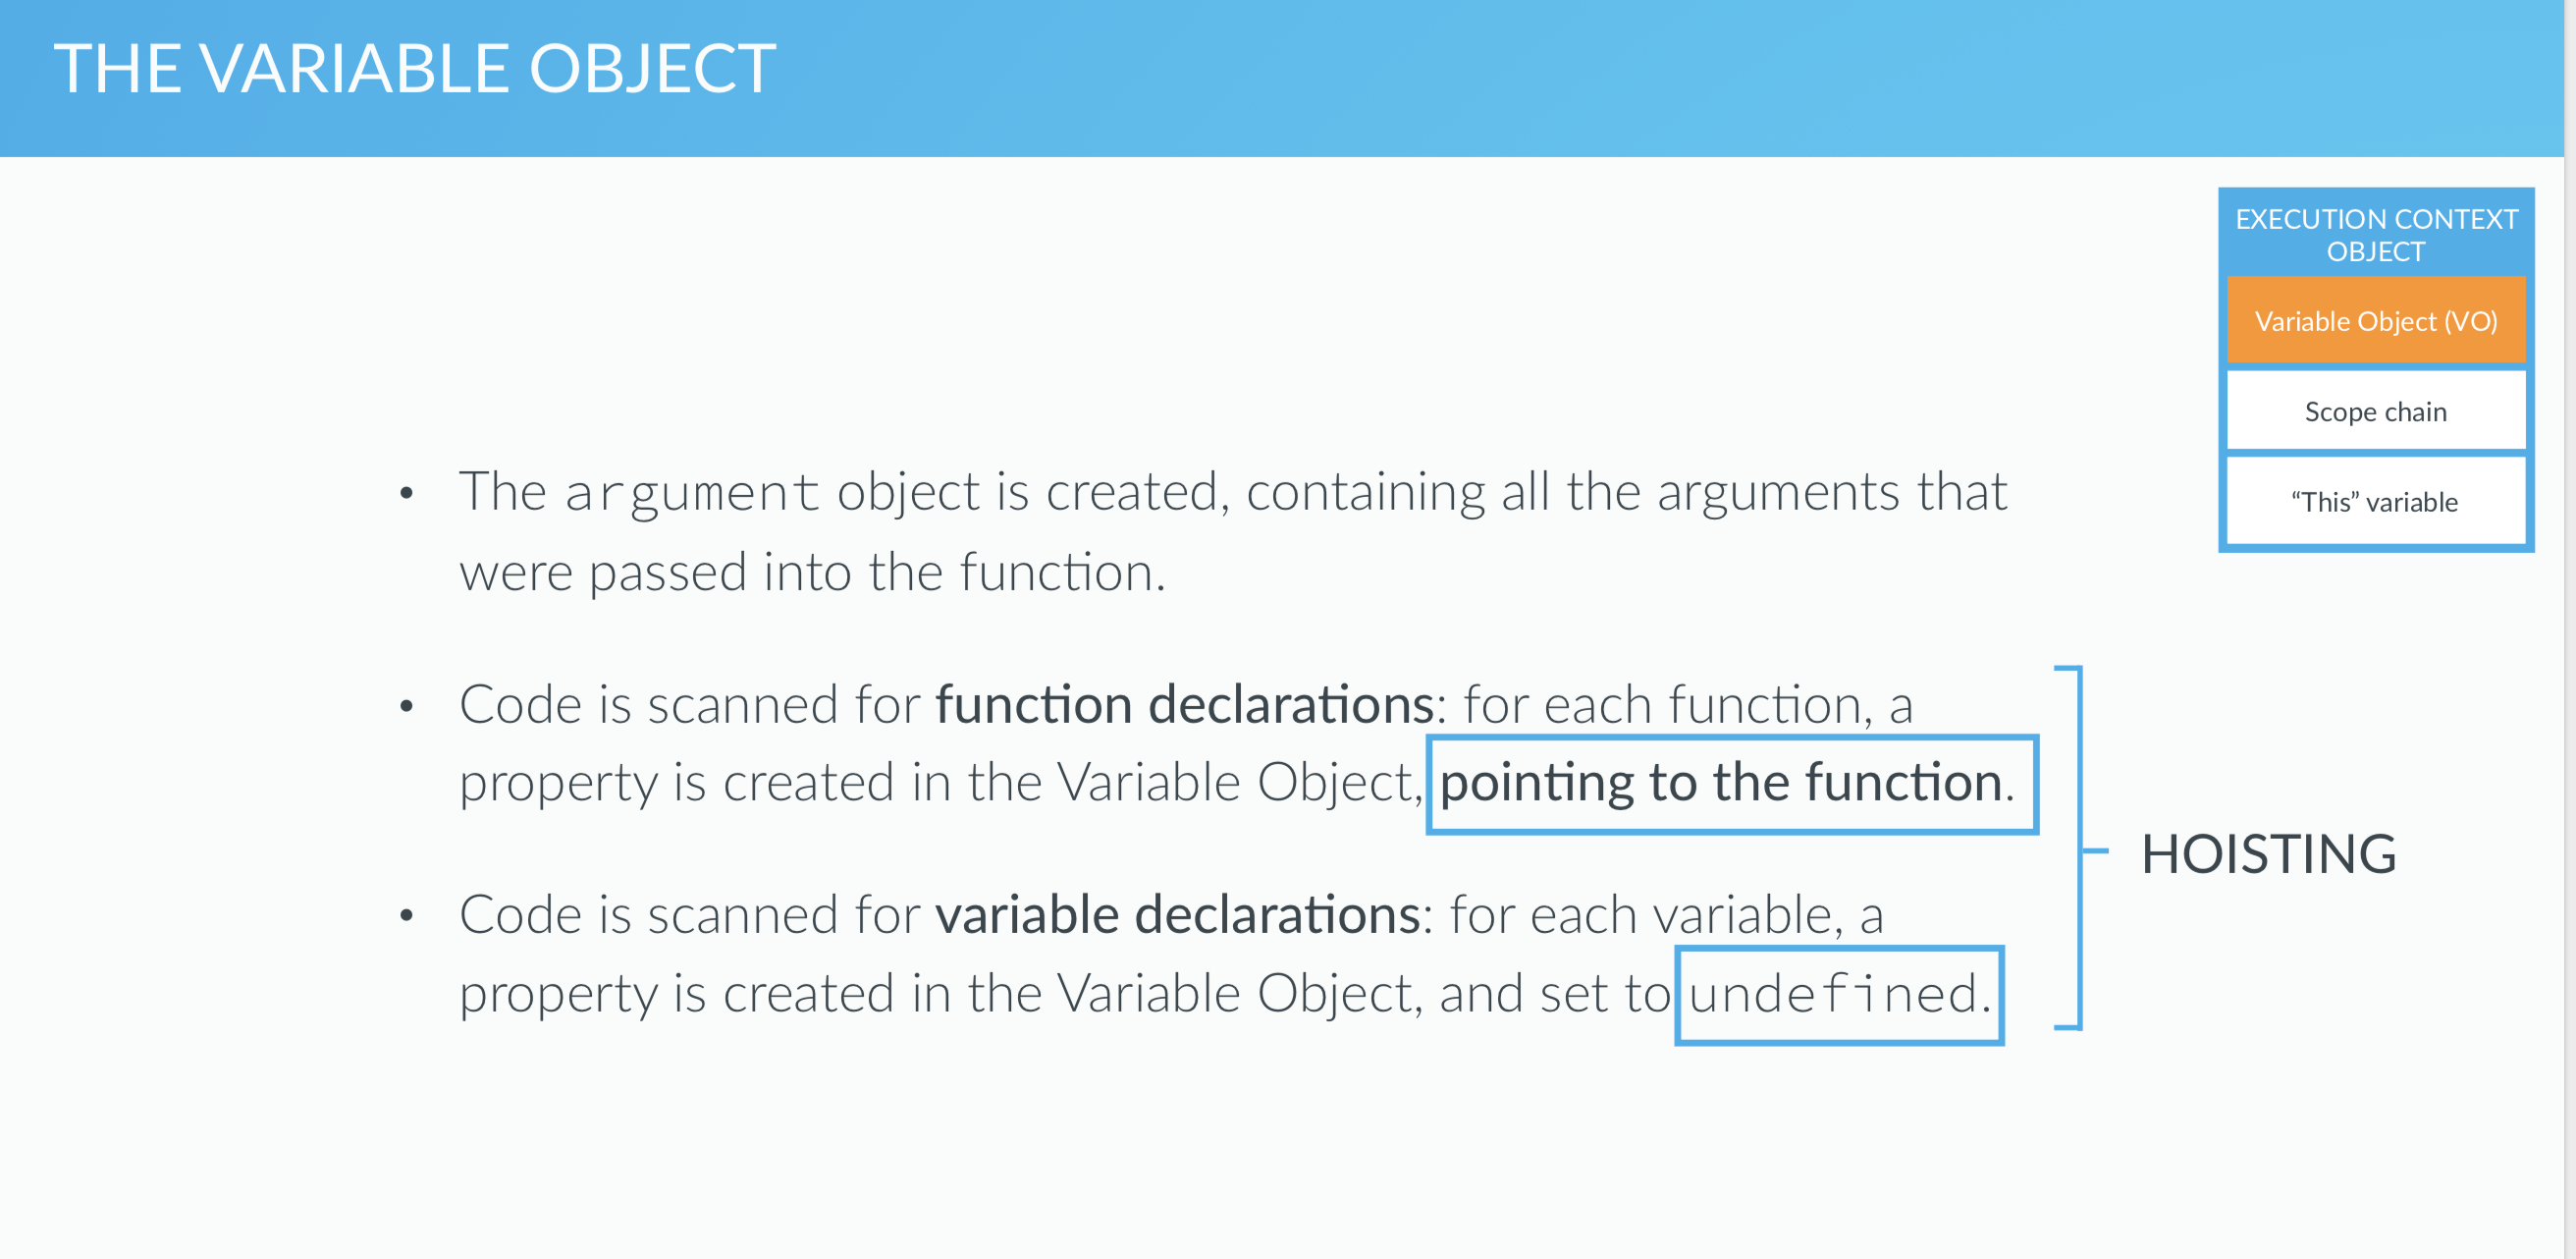 THE VARIABLE OBJECT
EXECUTION CONTEXT
OBJECT
Variable Object (VO)
Scope chain
“This” variable
• The argument object is created, containing all the arguments that
were passed into the function.
• Code is scanned for function declarations: for each function, a
property is created in the Variable Object, pointing to the function.
• Code is scanned for variable declarations: for each variable, a
property is created in the Variable Object, and set to undefined.
HOISTING